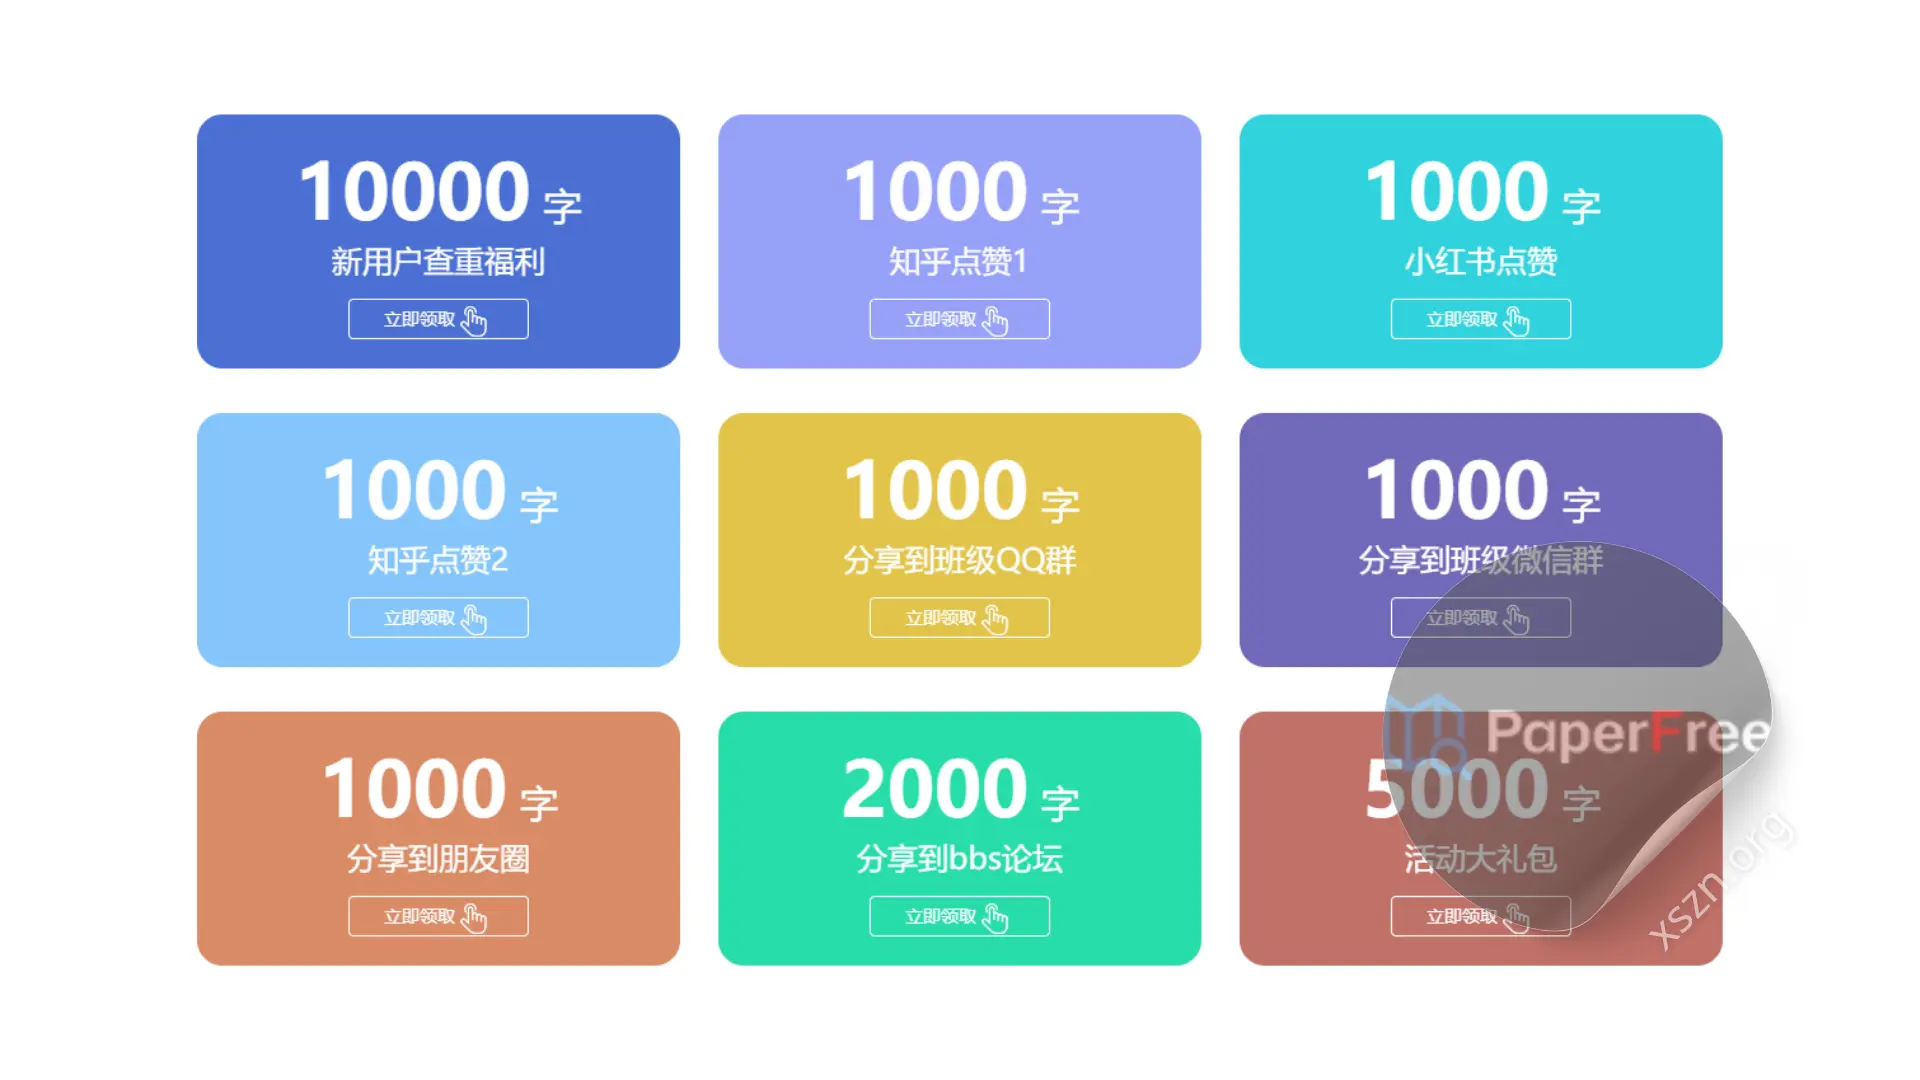 10000 字
新用户查重福利
立即领取
1000 字
知乎点赞1
立即领取
1000 字
小红书点赞
立即领取
1000 字
知乎点赞2
立即领取
1000 字
分享到班级QQ群
立即领取
1000 字
分享到班级微信群
立即领取
1000 字
分享到朋友圈
立即领取
2000 字
分享到bbs论坛
立即领取
5000 字
活动大礼包
立即领取
PaperFree
xszn.org